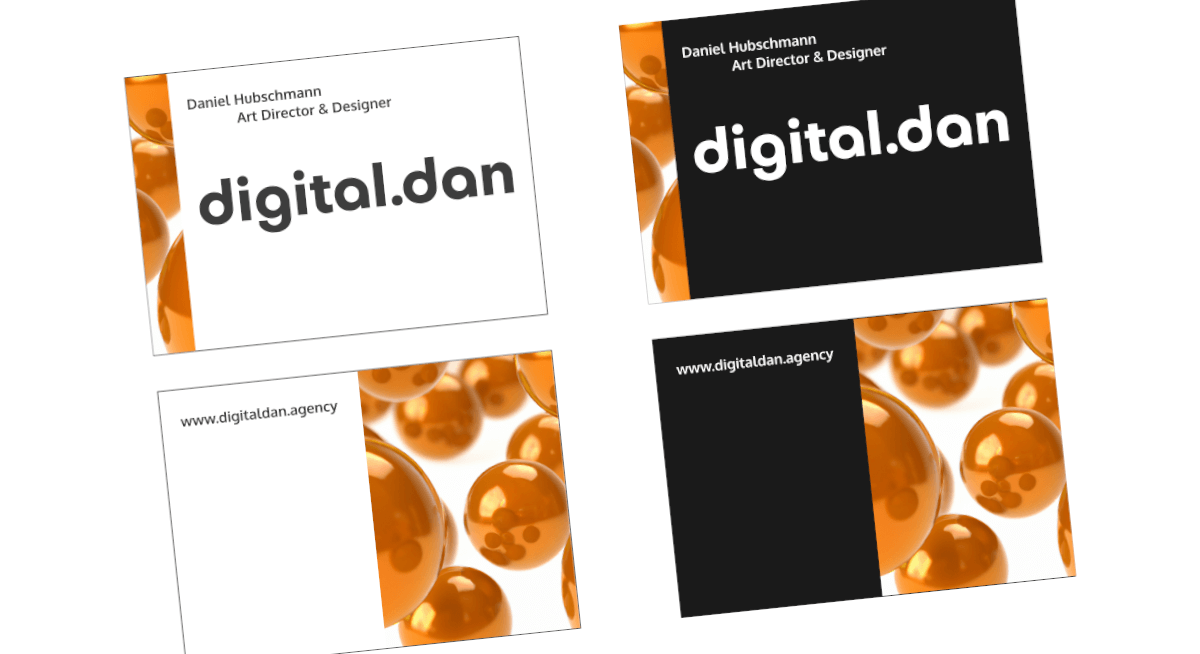 Daniel Hubschmann
Art Director & Designer
digital.dan
Daniel Hubschmann
Art Director & Designer
digital.dan
www.digitaldan.agency
www.digitaldan.agency